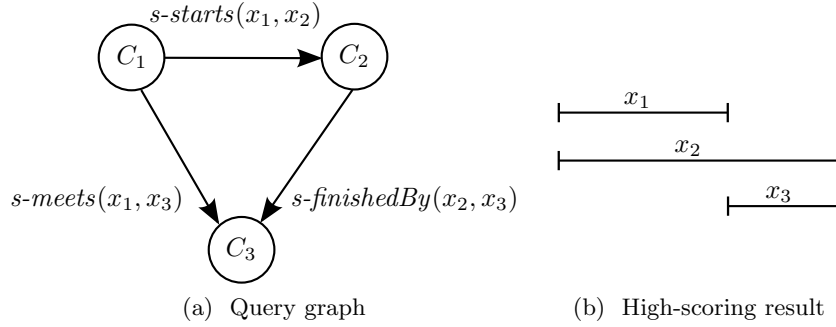 s-starts(x₁, x₂)
C₁
C₂
x₁
x₂
s-meets(x₁, x₃)
s-finishedBy(x₂, x₃)
x₃
C₃
(a) Query graph
(b) High-scoring result